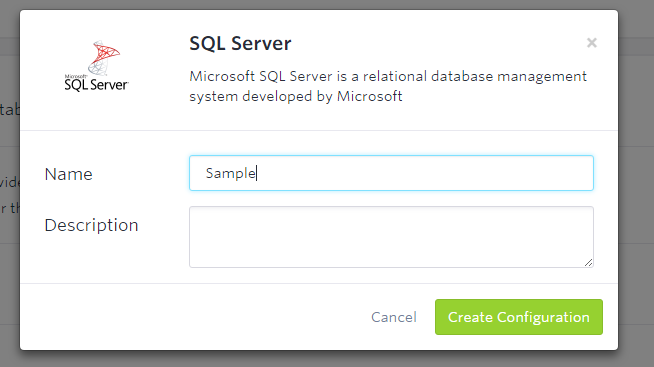 SQL Server
×
Microsoft SQL Server is a relational database management
system developed by Microsoft
Microsoft
SQL Server
Name
Sample
Description
Cancel
Create Configuration